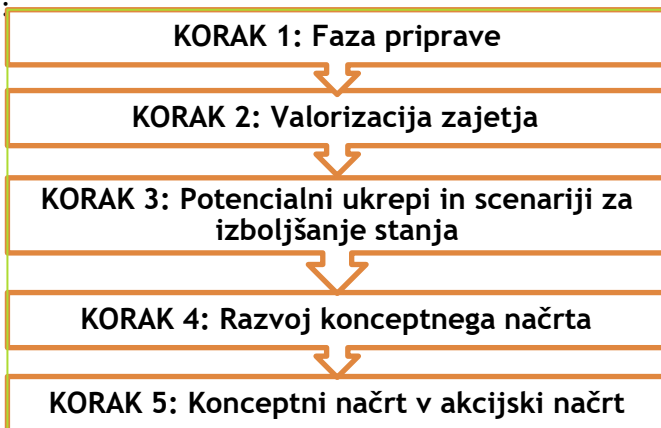 KORAK 1: Faza priprave
KORAK 2: Valorizacija zajetja
KORAK 3: Potencialni ukrepi in scenariji za
izboljšanje stanja
KORAK 4: Razvoj konceptnega načrta
KORAK 5: Konceptni načrt v akcijski načrt